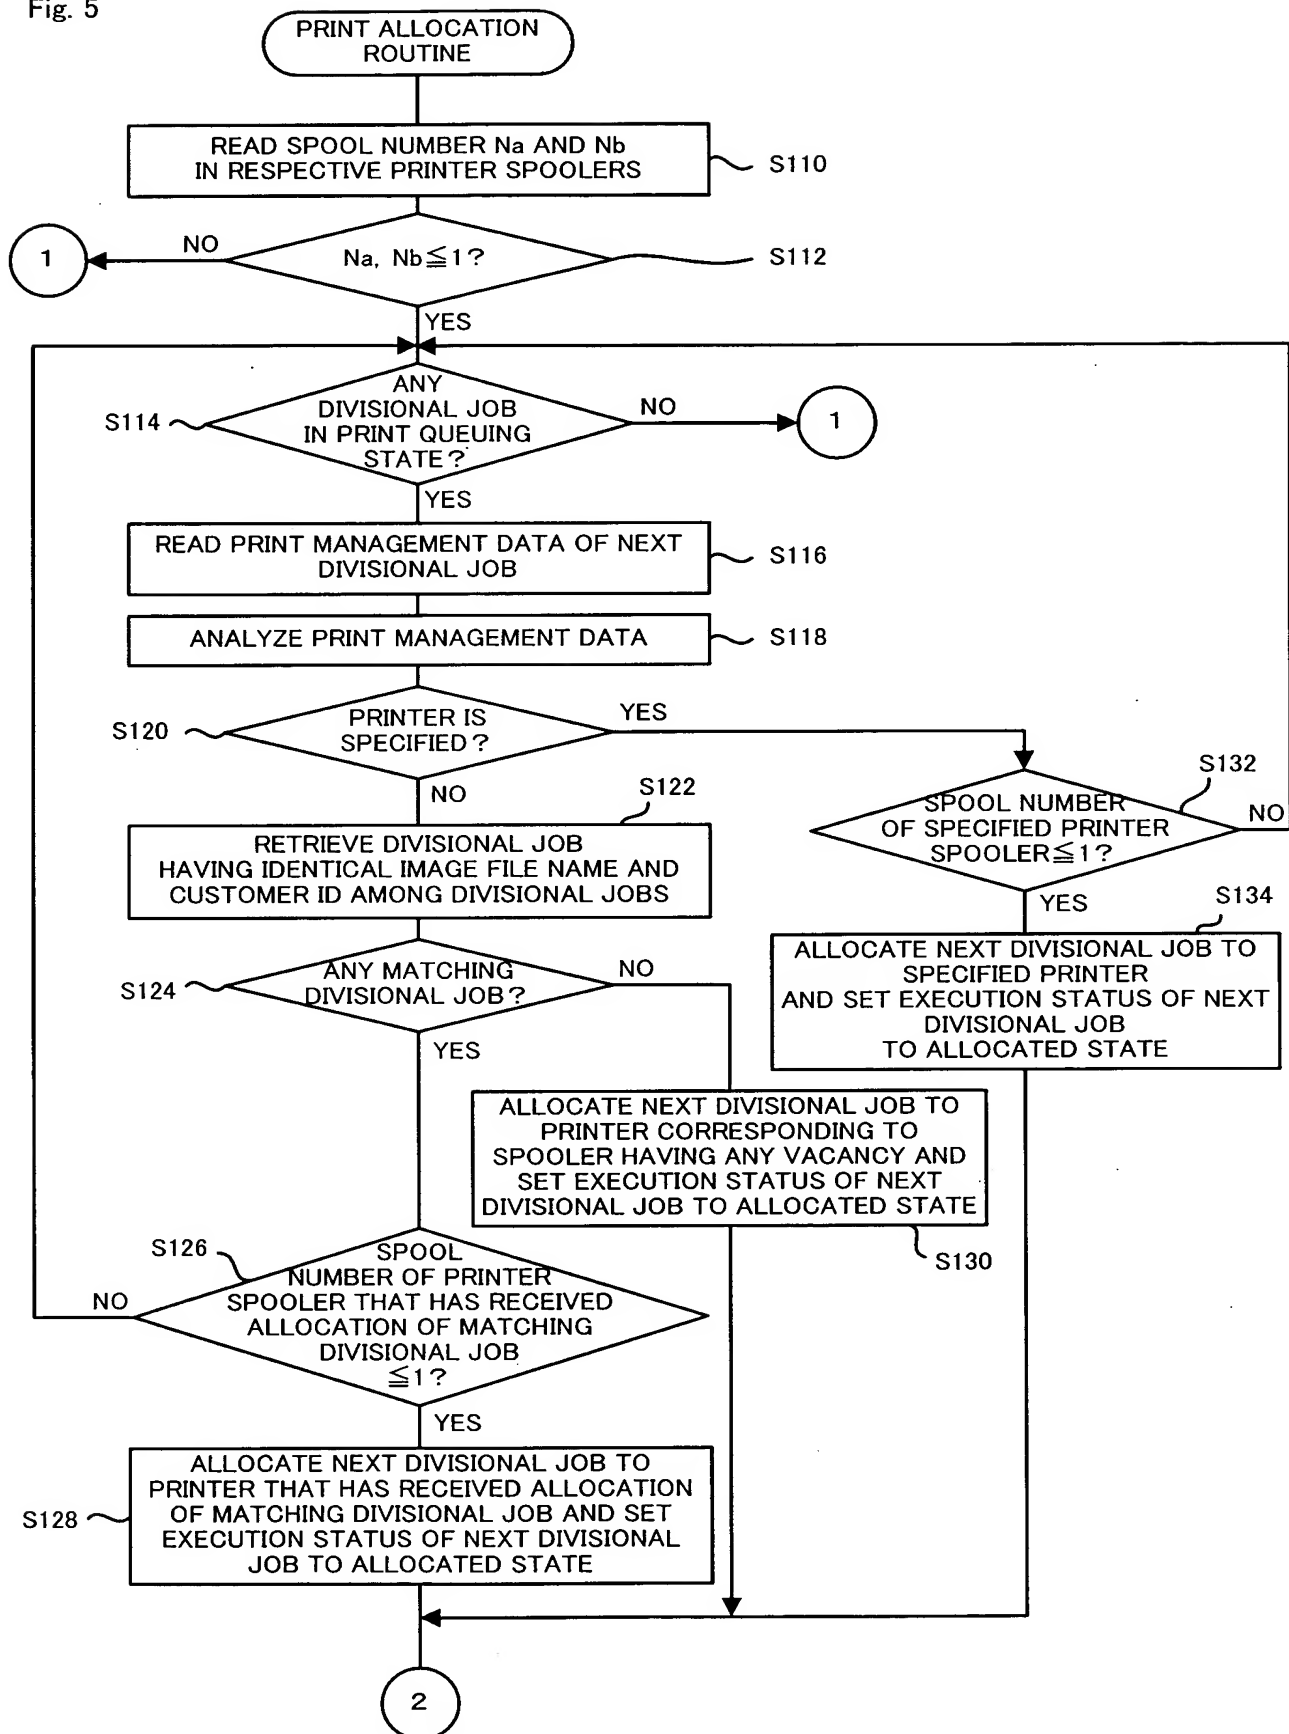 Fig. 5
PRINT ALLOCATION
ROUTINE
READ SPOOL NUMBER Na AND Nb
IN RESPECTIVE PRINTER SPOOLERS
S110
1
NO
Na, Nb≦1?
S112
YES
S114
ANY
DIVISIONAL JOB
IN PRINT QUEUING
STATE?
NO
1
YES
READ PRINT MANAGEMENT DATA OF NEXT
DIVISIONAL JOB
S116
ANALYZE PRINT MANAGEMENT DATA
S118
S120
PRINTER IS
SPECIFIED?
YES
NO
S122
RETRIEVE DIVISIONAL JOB
HAVING IDENTICAL IMAGE FILE NAME AND
CUSTOMER ID AMONG DIVISIONAL JOBS
S132
SPOOL NUMBER
OF SPECIFIED PRINTER
SPOOLER≦1?
NO
YES
S134
ALLOCATE NEXT DIVISIONAL JOB TO
SPECIFIED PRINTER
AND SET EXECUTION STATUS OF NEXT
DIVISIONAL JOB
TO ALLOCATED STATE
S124
ANY MATCHING
DIVISIONAL JOB?
NO
YES
ALLOCATE NEXT DIVISIONAL JOB TO
PRINTER CORRESPONDING TO
SPOOLER HAVING ANY VACANCY AND
SET EXECUTION STATUS OF NEXT
DIVISIONAL JOB TO ALLOCATED STATE
S130
S126
SPOOL
NUMBER OF PRINTER
SPOOLER THAT HAS RECEIVED
ALLOCATION OF MATCHING
DIVISIONAL JOB
≦1?
NO
YES
S128
ALLOCATE NEXT DIVISIONAL JOB TO
PRINTER THAT HAS RECEIVED ALLOCATION
OF MATCHING DIVISIONAL JOB AND SET
EXECUTION STATUS OF NEXT DIVISIONAL
JOB TO ALLOCATED STATE
2